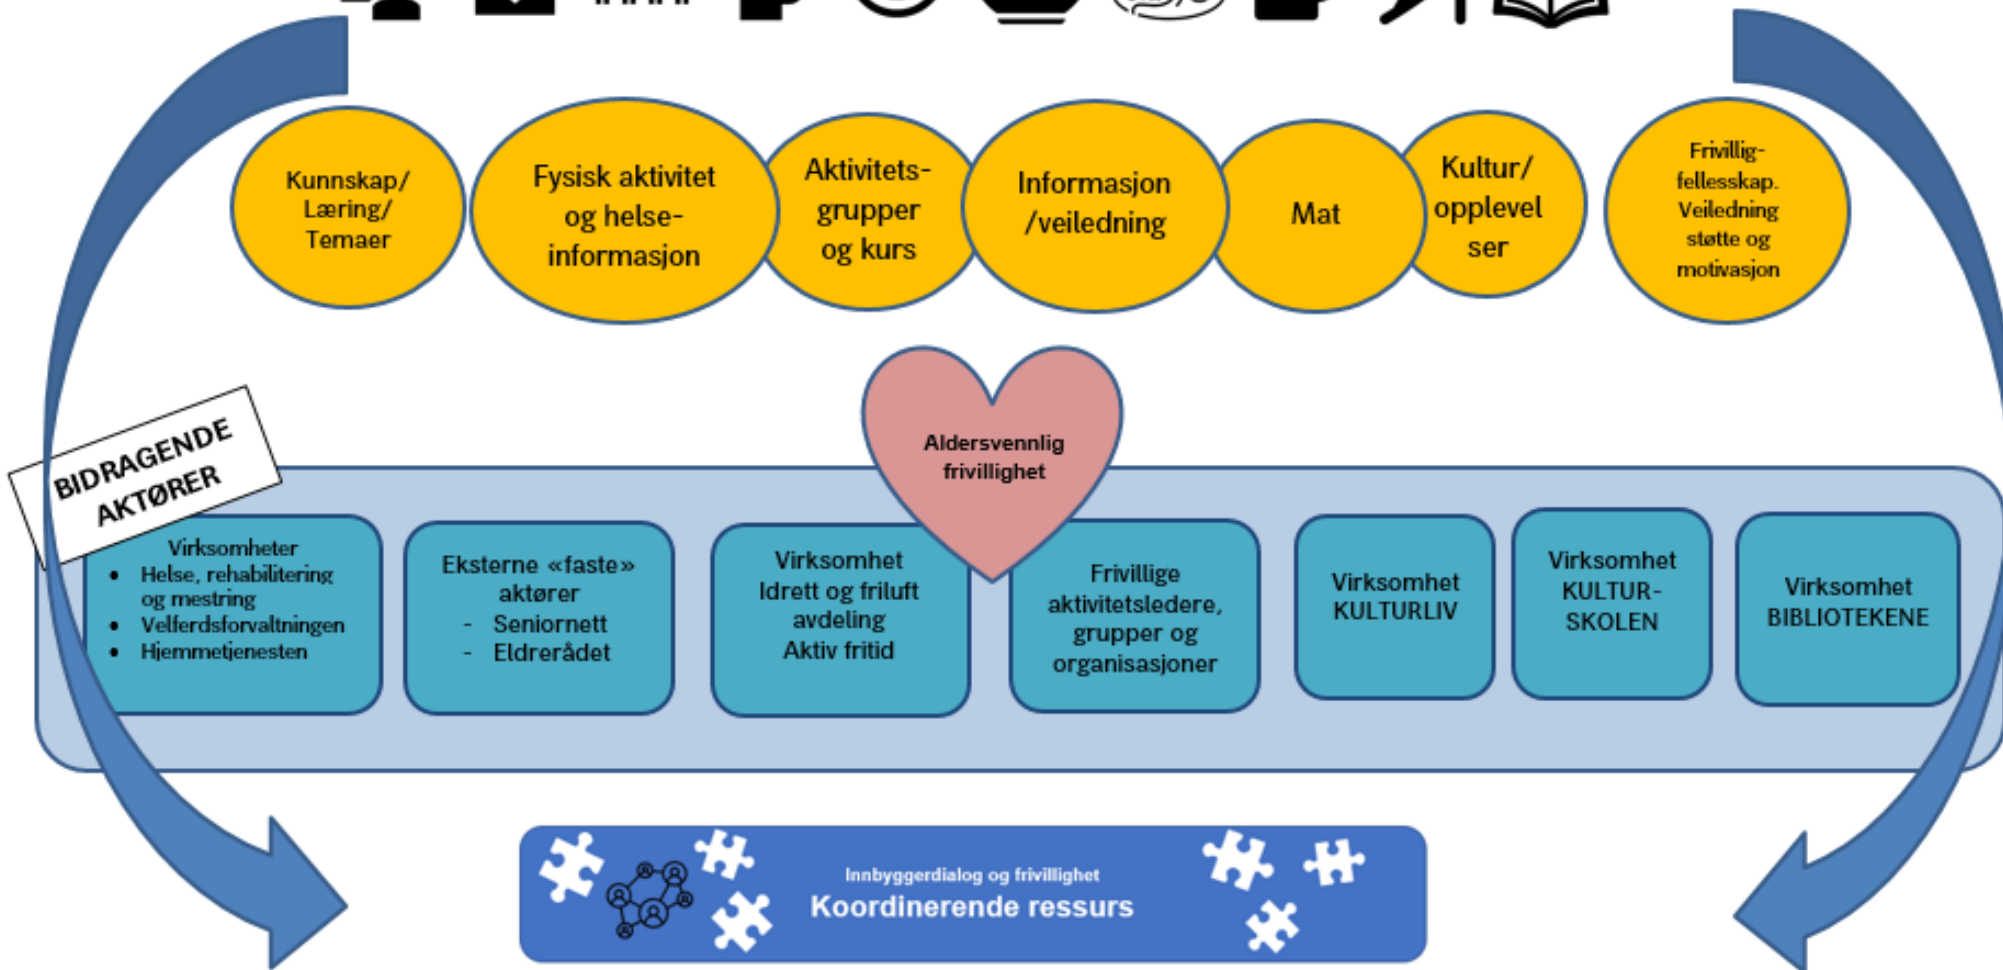 Kunnskap/
Læring/
Temaer
Fysisk aktivitet
og helse-
informasjon
Aktivitets-
grupper
og kurs
Informasjon
/veiledning
Mat
Kultur/
opplevel
ser
Frivillig-
fellesskap.
Veiledning
støtte og
motivasjon
Aldersvennlig
frivillighet
BIDRAGENDE
AKTØRER
Virksomheter
• Helse, rehabilitering
og mestring
• Velferdsforvaltningen
• Hjemmetjenesten
Eksterne «faste»
aktører
- Seniornett
- Eldrerådet
Virksomhet
Idrett og friluft
avdeling
Aktiv fritid
Frivillige
aktivitetsledere,
grupper og
organisasjoner
Virksomhet
KULTURLIV
Virksomhet
KULTUR-
SKOLEN
Virksomhet
BIBLIOTEKENE
Innbyggerdialog og frivillighet
Koordinerende ressurs